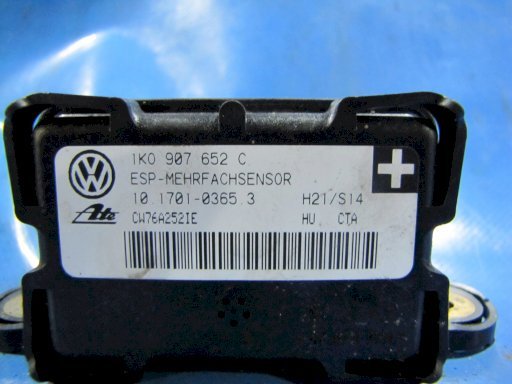 1K0 907 652 C
ESP-MEHRFACHSENSOR
10.1701-0365.3 H21/S14
Ate CW76A252IE HU CTA